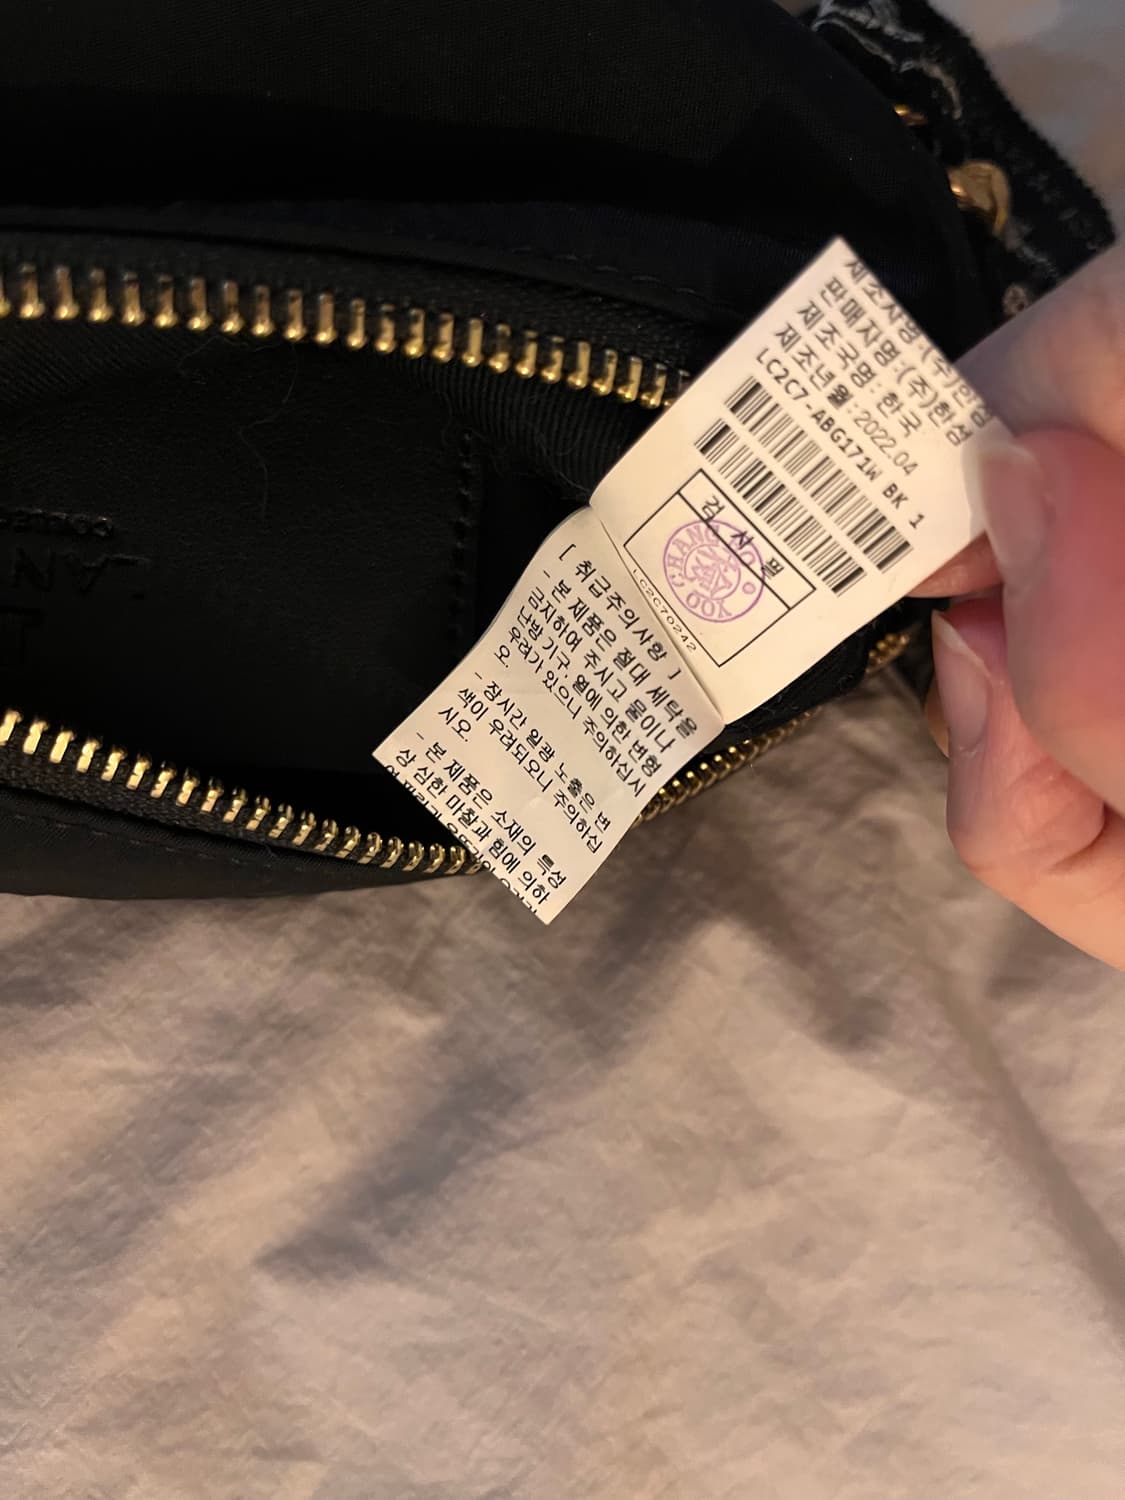 제조자명:(주)한섬
판매자명:(주)한섬
제조국명: 한국
제조년월:2022.04
LC2C7-ABG171W BK 1
검사필
CHANG
LC2C70242
[ 취급주의사항 ]
- 본 제품은 절대 세탁을
금지하여 주시고 물이나
난방 기구, 열에 의한 변형
우려가 있으니 주의하십시
오.
- 장시간 일광 노출은 변
색이 우려되오니 주의하십
시오.
- 본 제품은 소재의 특성
상 심한 마찰과 힘에 의하